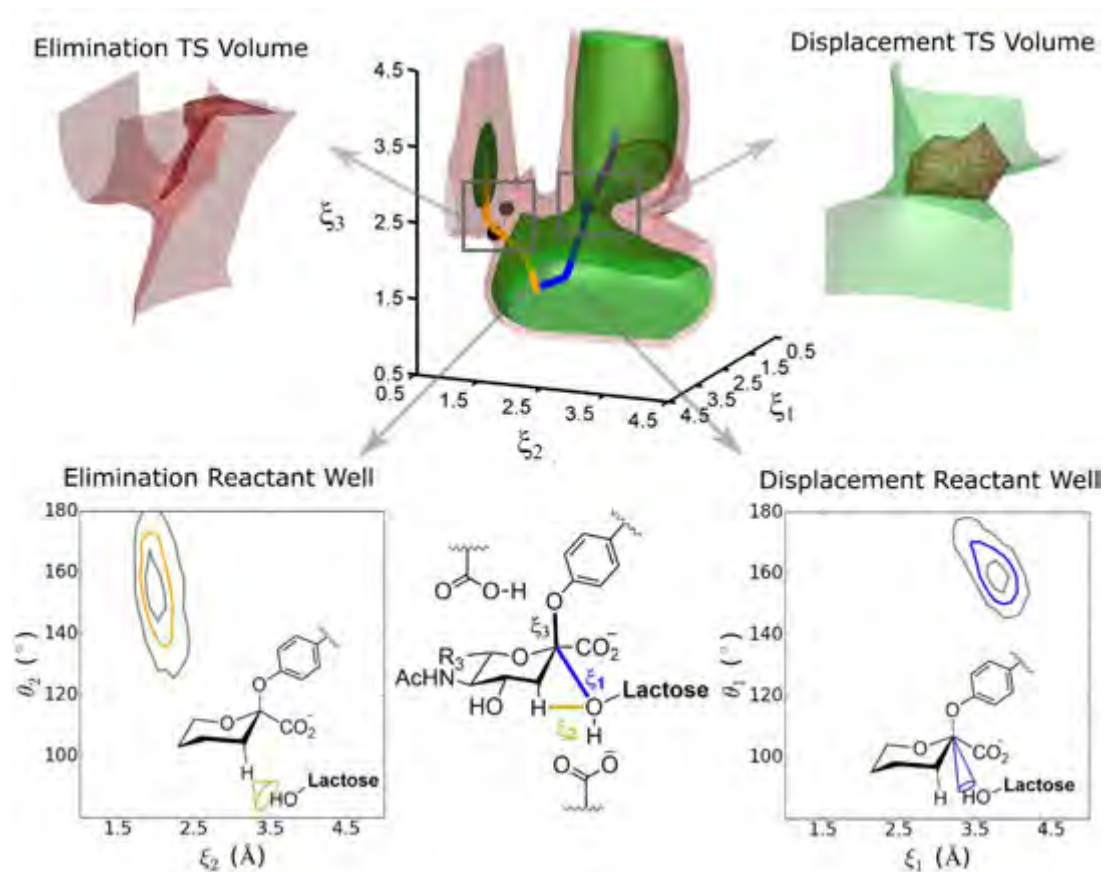 Elimination TS Volume
Displacement TS Volume
4.5
3.5
2.5
1.5
0.5
ξ3
0.5
1.5
2.5
3.5
4.5
ξ2
4.5
3.5
2.5
1.5
0.5
ξ1
Elimination Reactant Well
Displacement Reactant Well
180
160
140
120
100
θ2 (°)
O
O
CO2−
H
HO
Lactose
1.5
2.5
3.5
4.5
ξ2 (Å)
O
O-H
O
ξ3
R3
O
CO2−
AcHN
ξ1
Lactose
HO
H
O
ξ2
H
O
O−
180
160
140
120
100
θ1 (°)
O
O
CO2−
H
HO
Lactose
1.5
2.5
3.5
4.5
ξ1 (Å)